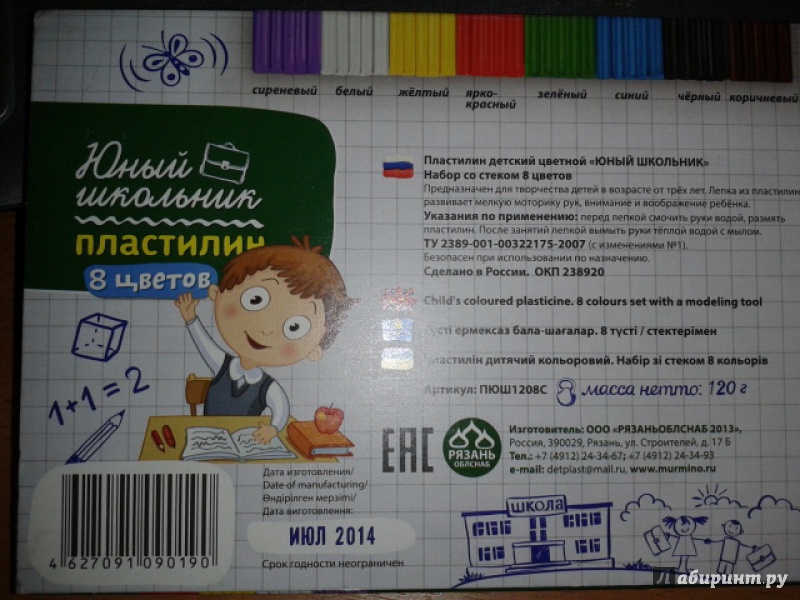 сиреневый белый жёлтый ярко-красный зелёный синий чёрный коричневый
Юный
школьник
пластилин
8 цветов
1+1=2
Пластилин детский цветной «ЮНЫЙ ШКОЛЬНИК»
Набор со стеком 8 цветов
Предназначен для творчества детей в возрасте от трёх лет. Лепка из пластилина
развивает мелкую моторику рук, внимание и воображение ребёнка.
Указания по применению: перед лепкой смочить руки водой, размять
пластилин. После занятий лепкой вымыть руки тёплой водой с мылом.
ТУ 2389-001-00322175-2007 (с изменениями №1).
Безопасен при использовании по назначению.
Сделано в России. ОКП 238920
Child's coloured plasticine. 8 colours set with a modeling tool
Түсті ермексаз бала-шағалар. 8 түсті / стектерімен
Пластилін дитячий кольоровий. Набір зі стеком 8 кольорів
Артикул: ПЮШ1208С масса нетто: 120 г
ЕАС
РЯЗАНЬ
ОБЛСНАБ
Изготовитель: ООО «РЯЗАНЬОБЛСНАБ 2013»,
Россия, 390029, Рязань, ул. Строителей, д. 17 Б
Тел.: +7 (4912) 24-34-67; +7 (4912) 24-34-93
e-mail: detplast@mail.ru, www.murmino.ru
Дата изготовления/
Date of manufacturing/
Өндірілген мерзімі/
Дата виготовлення:
ИЮЛ 2014
Срок годности неограничен
4627091090190
школа
Лабиринт.ру